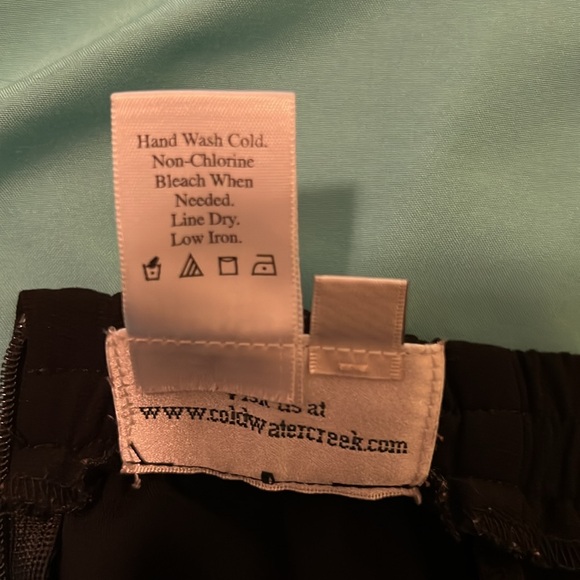 Hand Wash Cold.
Non-Chlorine
Bleach When
Needed.
Line Dry.
Low Iron.
Visit us at
www.coldwatercreek.com